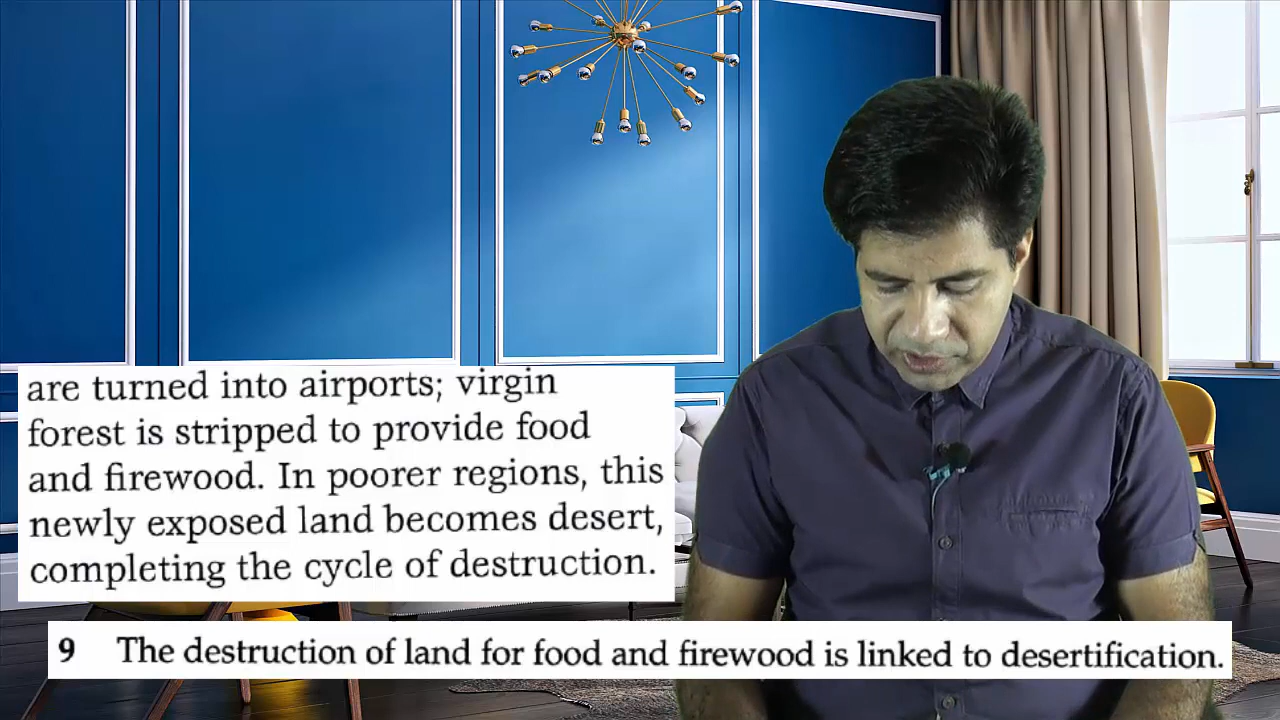 are turned into airports; virgin
forest is stripped to provide food
and firewood. In poorer regions, this
newly exposed land becomes desert,
completing the cycle of destruction.
9 The destruction of land for food and firewood is linked to desertification.